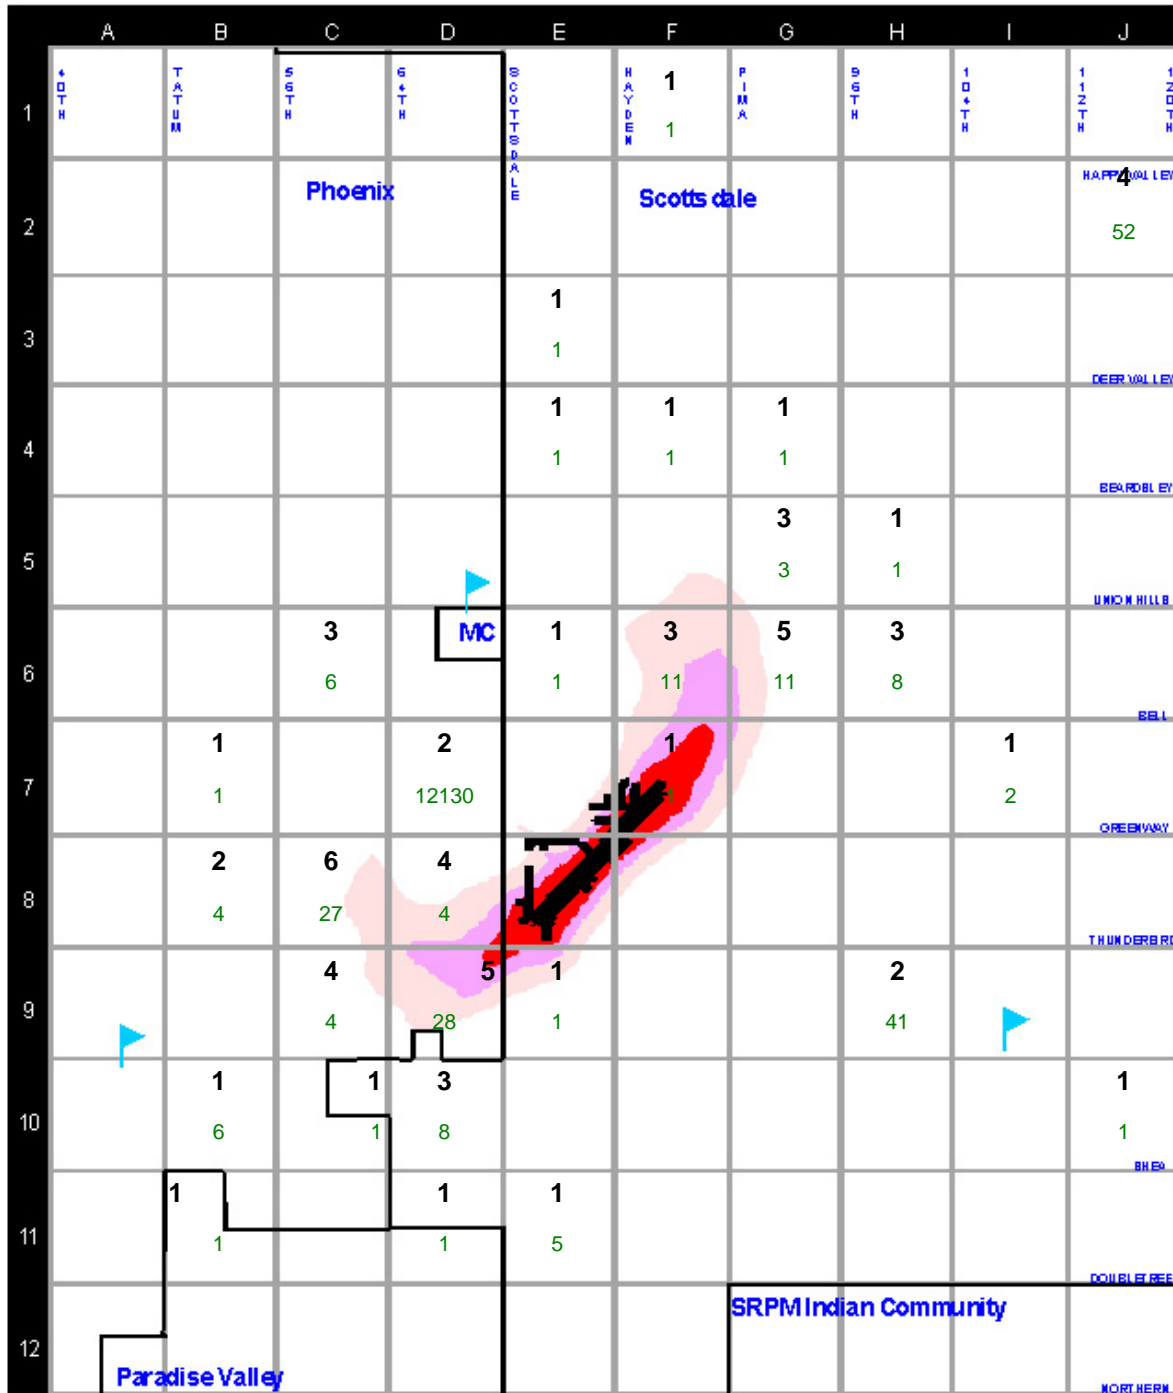 A B C D E F G H I J
1
40TH
TATUM
56TH
64TH
SCOTTSDALE
HAYDEN
PIMA
96TH
104TH
112TH
120TH
1
1
HAPPY VALLEY
Phoenix
Scottsdale
4
2
52
1
3
1
DEER VALLEY
1 1 1
4
1 1 1
BEARDSLEY
3 1
5
3 1
UNION HILLS
3 MC 1 3 5 3
6
6 1 11 11 8
BELL
1 2 1 1
7
1 12130 1 2
GREENWAY
2 6 4
8
4 27 4
THUNDERBIRD
4 5 1 2
9
4 28 1 41
1 1 3 1
10
6 1 8 1
SHEA
1 1 1
11
1 1 5
DOUBLETREE
SRPM Indian Community
12
Paradise Valley
NORTHERN